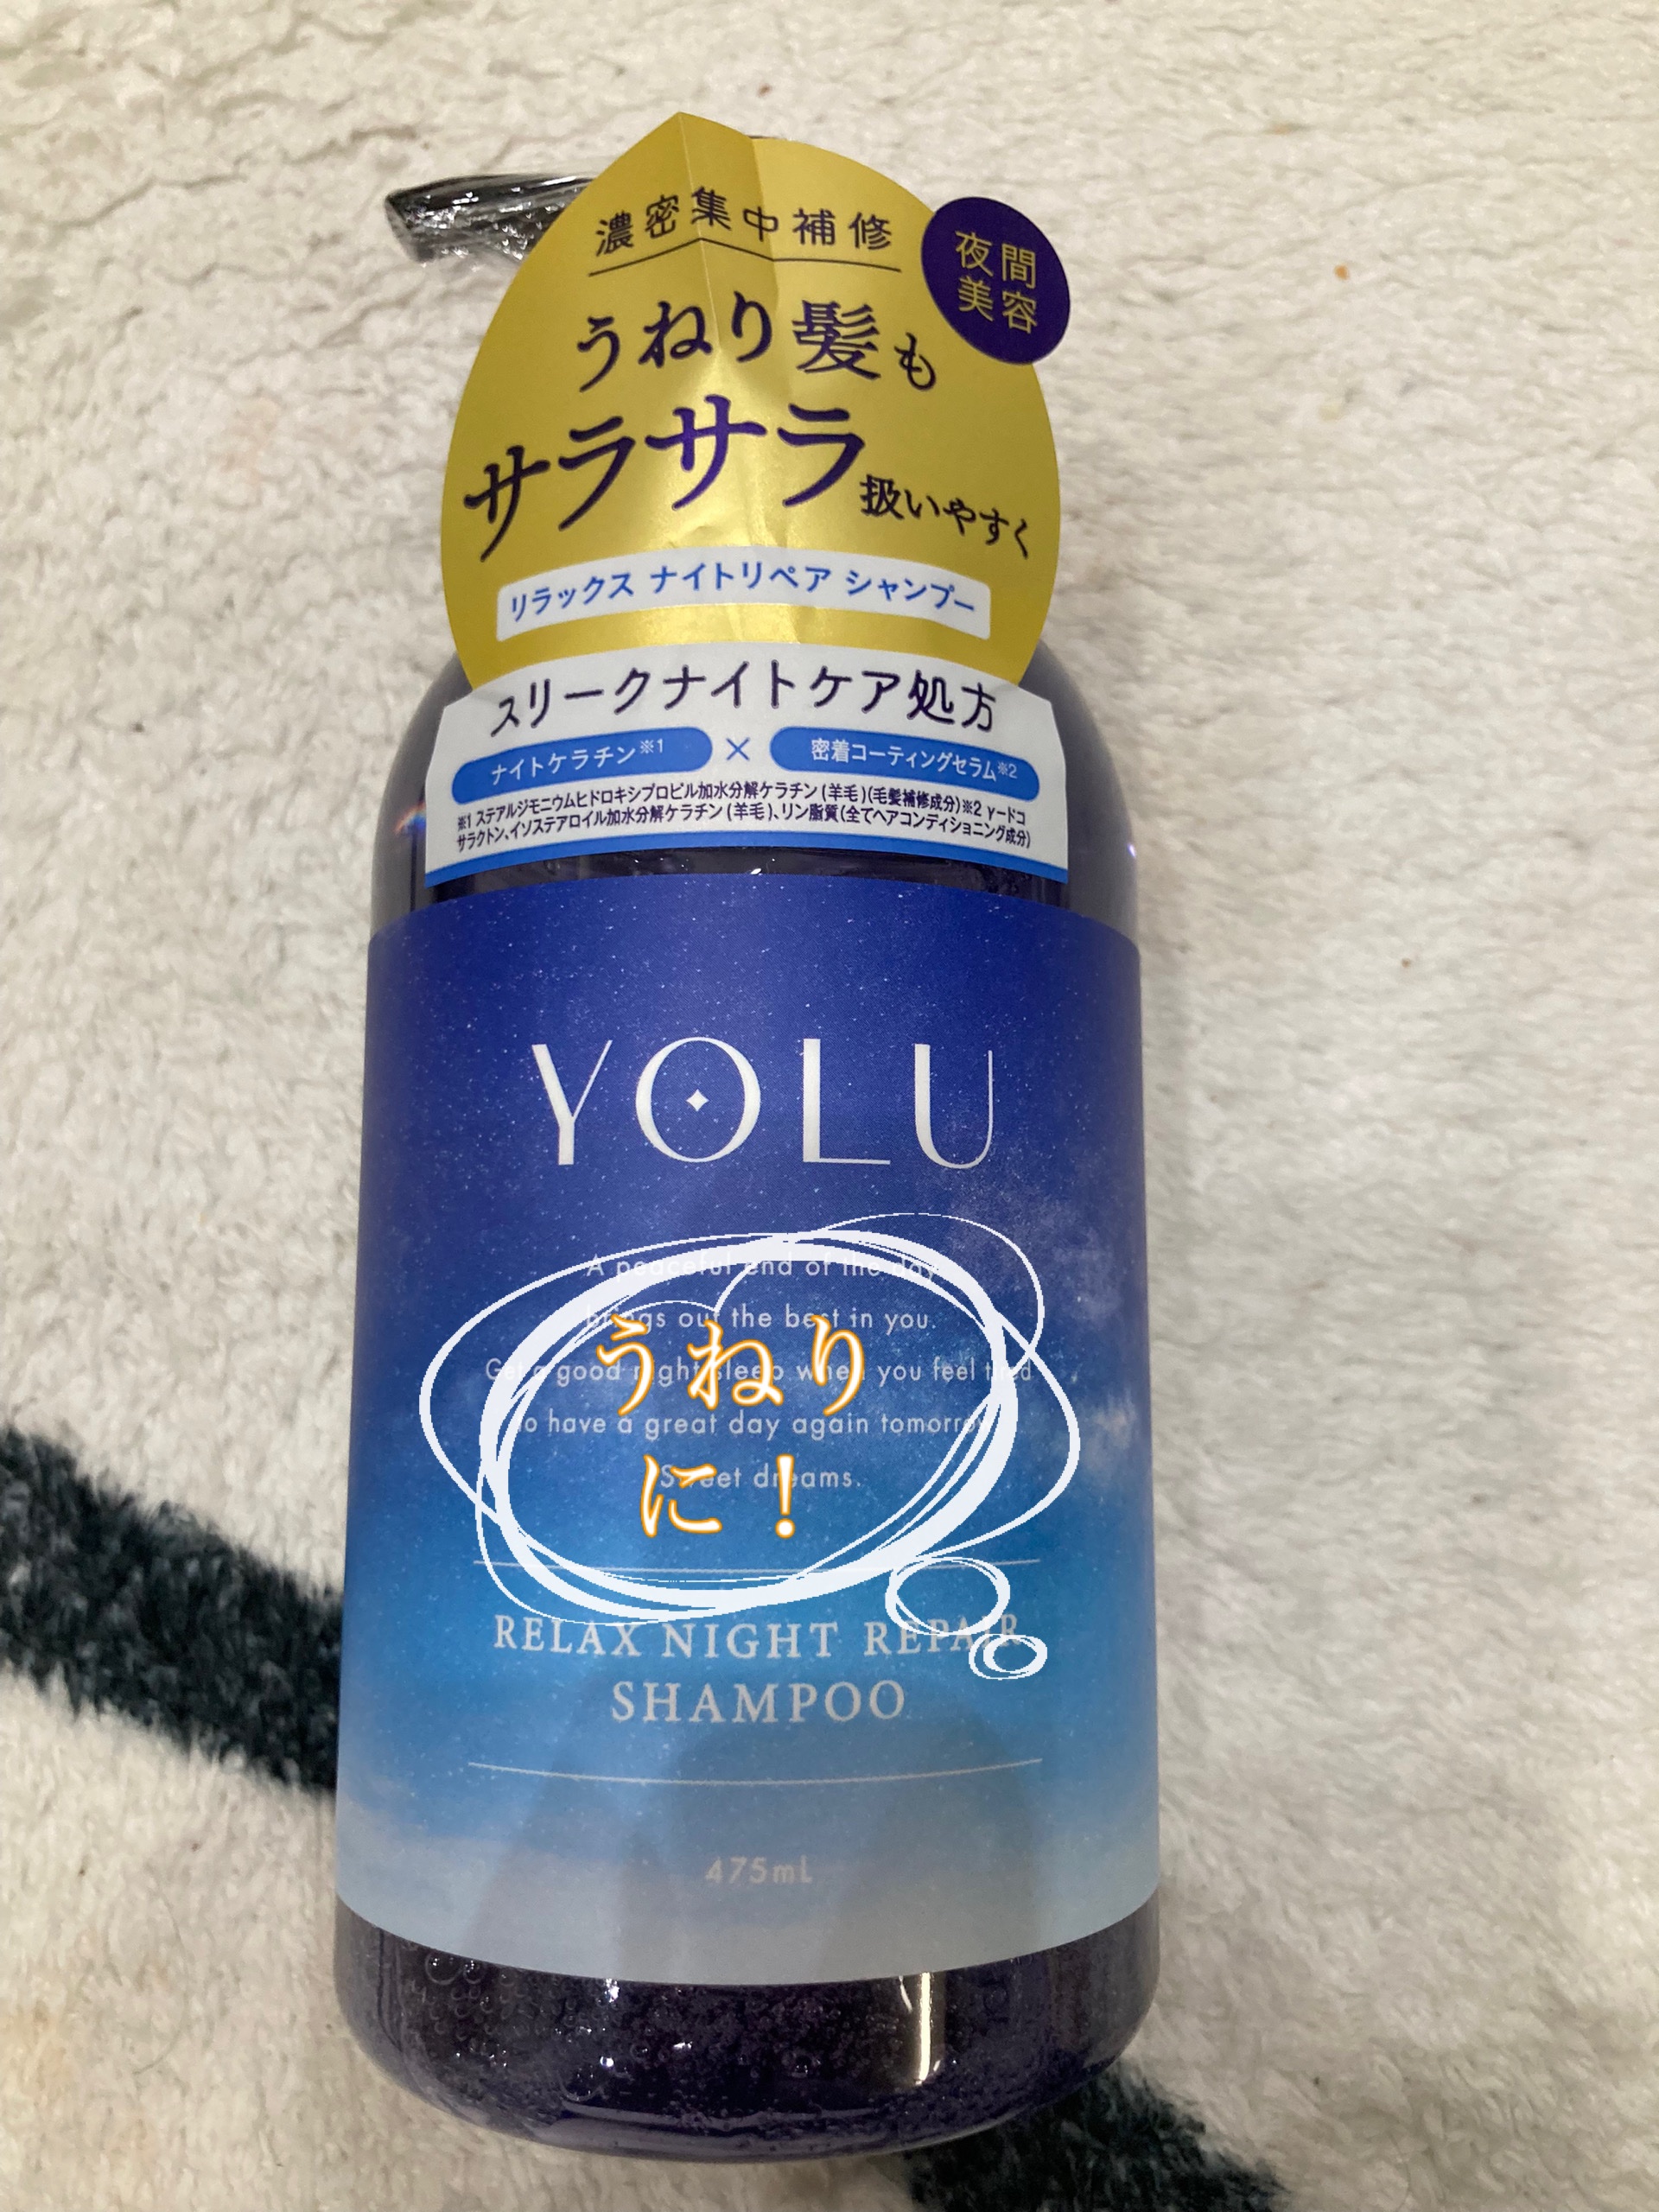 濃密集中補修
夜間
美容
うねり髪も
サラサラ扱いやすく
リラックス ナイトリペア シャンプー
スリークナイトケア処方
ナイトケラチン※1 × 密着コーティングセラム※2
※1 ステアルジモニウムヒドロキシプロピル加水分解ケラチン(羊毛)(毛髪補修成分)※2 γードコ
サラクトン、イソステアロイル加水分解ケラチン(羊毛)、リン脂質(全てヘアコンディショニング成分)
YOLU
A peaceful end of the day
brings out the best in you.
Get a good night sleep when you feel tired
to have a great day again tomorrow.
Sweet dreams.
うねり
に！
RELAX NIGHT REPAIR
SHAMPOO
475mL